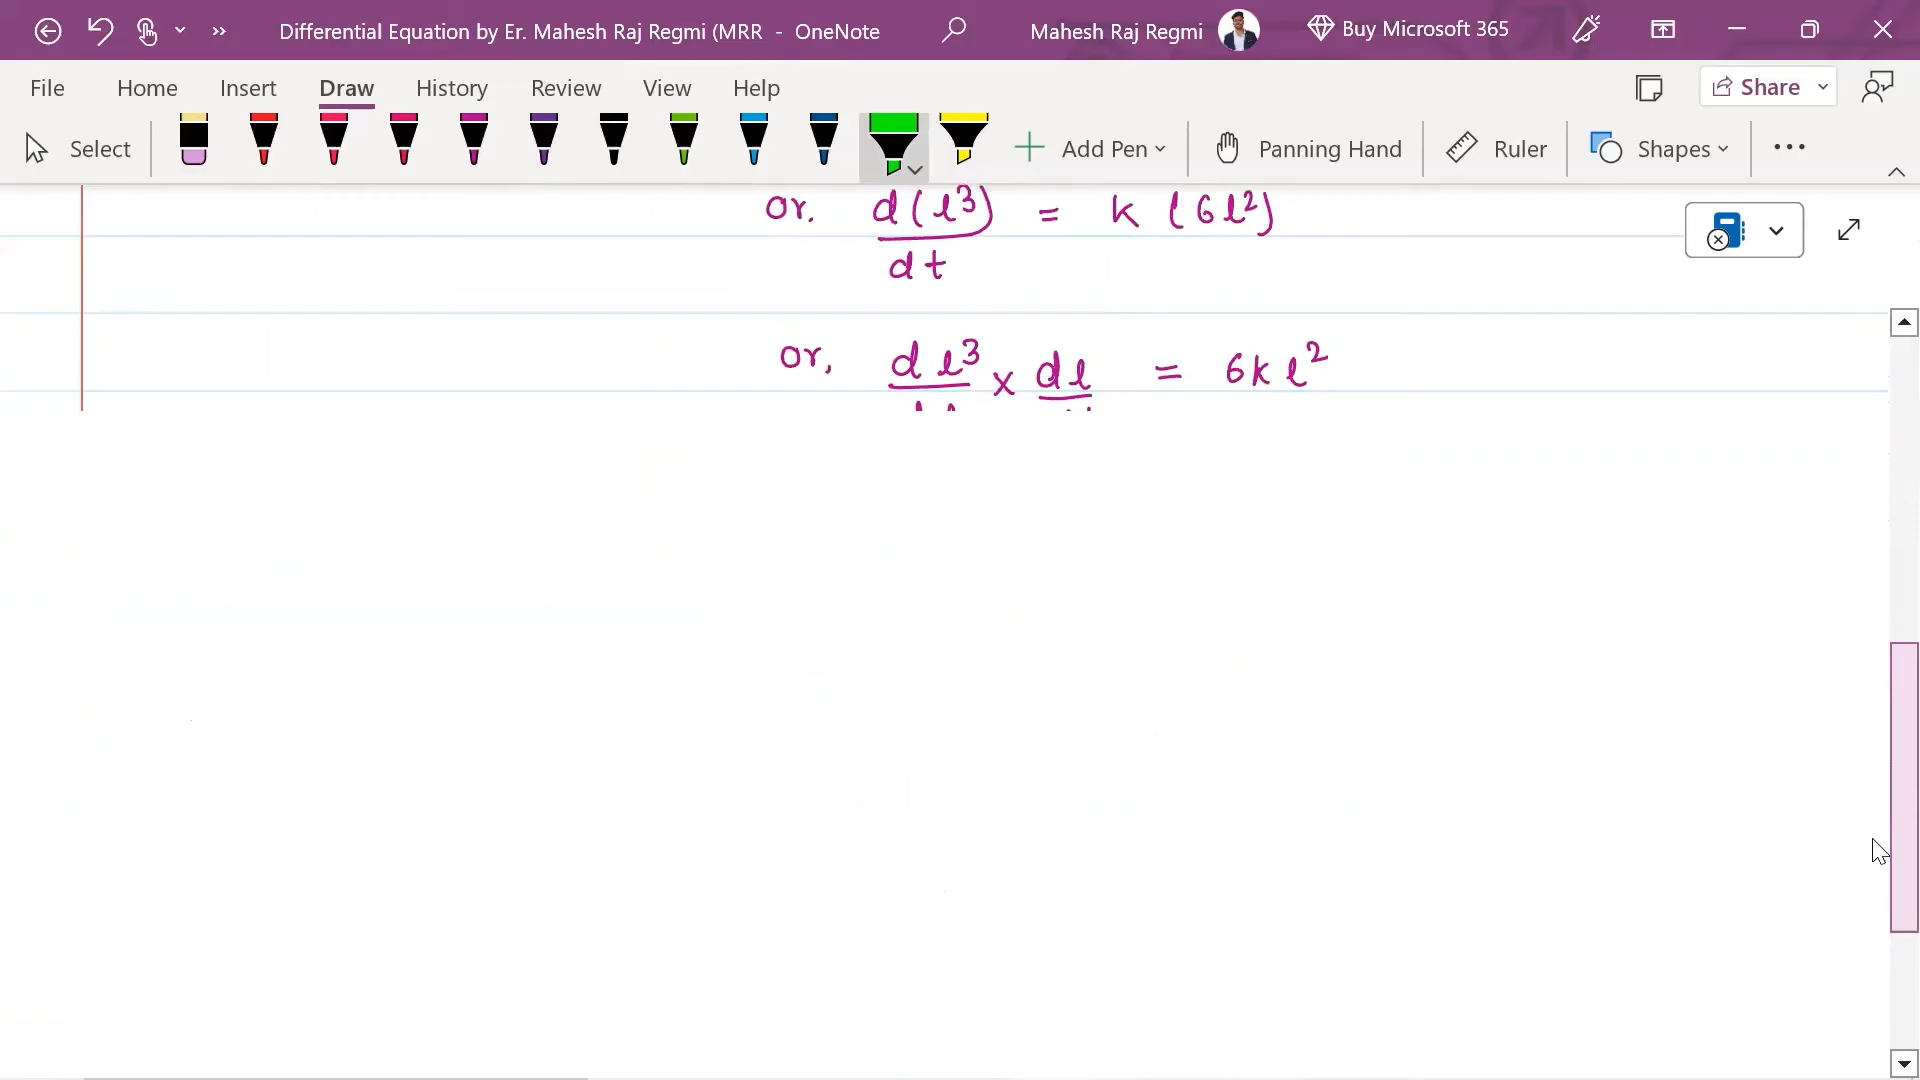 Differential Equation by Er. Mahesh Raj Regmi (MRR - OneNote
Mahesh Raj Regmi
Buy Microsoft 365
File Home Insert Draw History Review View Help
Share
Select
Add Pen
Panning Hand
Ruler
Shapes
or. d(l³)/dt = k (6l²)
or, dl³ × dl = 6kl²